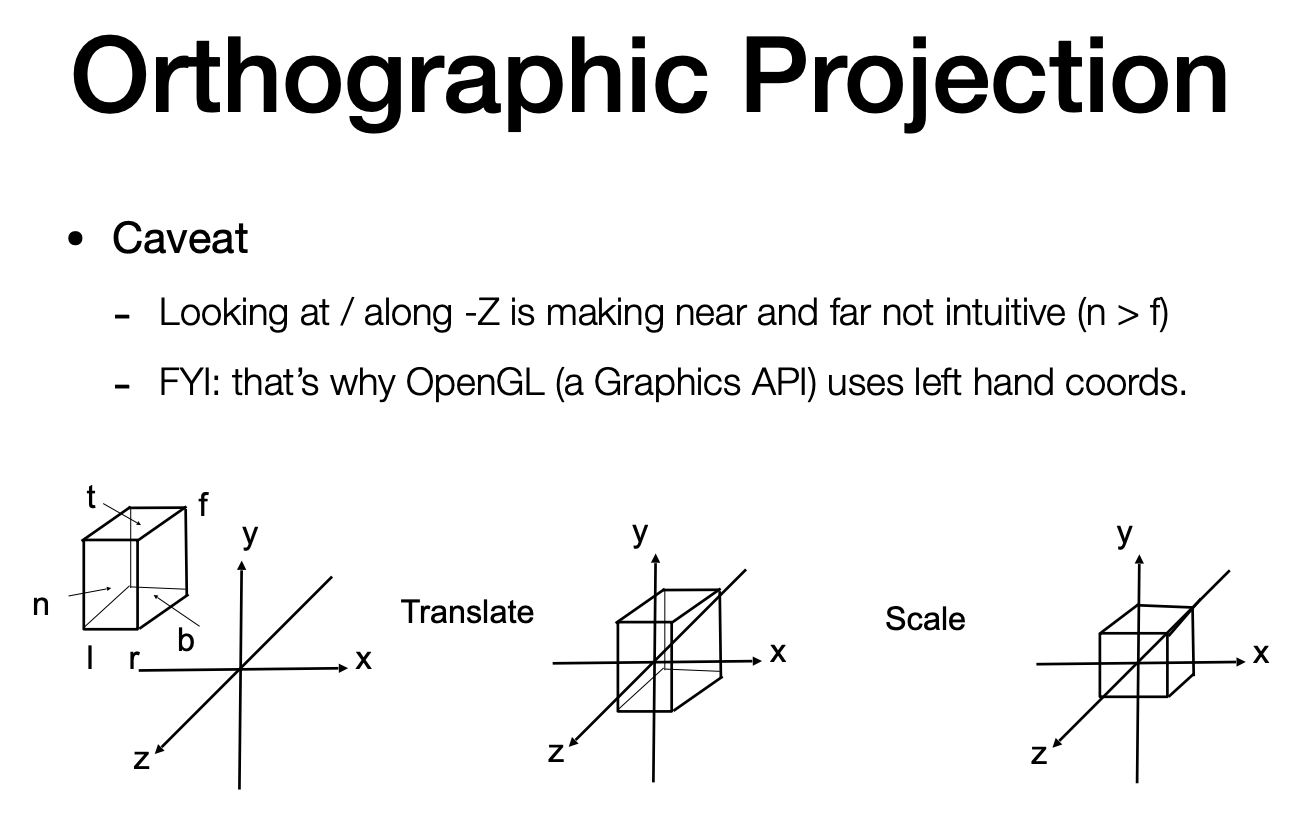 Orthographic Projection
• Caveat
- Looking at / along -Z is making near and far not intuitive (n > f)
- FYI: that's why OpenGL (a Graphics API) uses left hand coords.
t
f
y
n
b
l
r
x
z
Translate
y
x
z
Scale
y
x
z